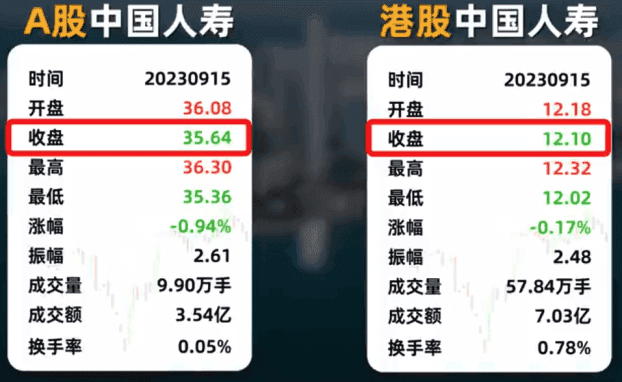 A股中国人寿
时间 20230915
开盘 36.08
收盘 35.64
最高 36.30
最低 35.36
涨幅 -0.94%
振幅 2.61
成交量 9.90万手
成交额 3.54亿
换手率 0.05%
港股中国人寿
时间 20230915
开盘 12.18
收盘 12.10
最高 12.32
最低 12.02
涨幅 -0.17%
振幅 2.48
成交量 57.84万手
成交额 7.03亿
换手率 0.78%